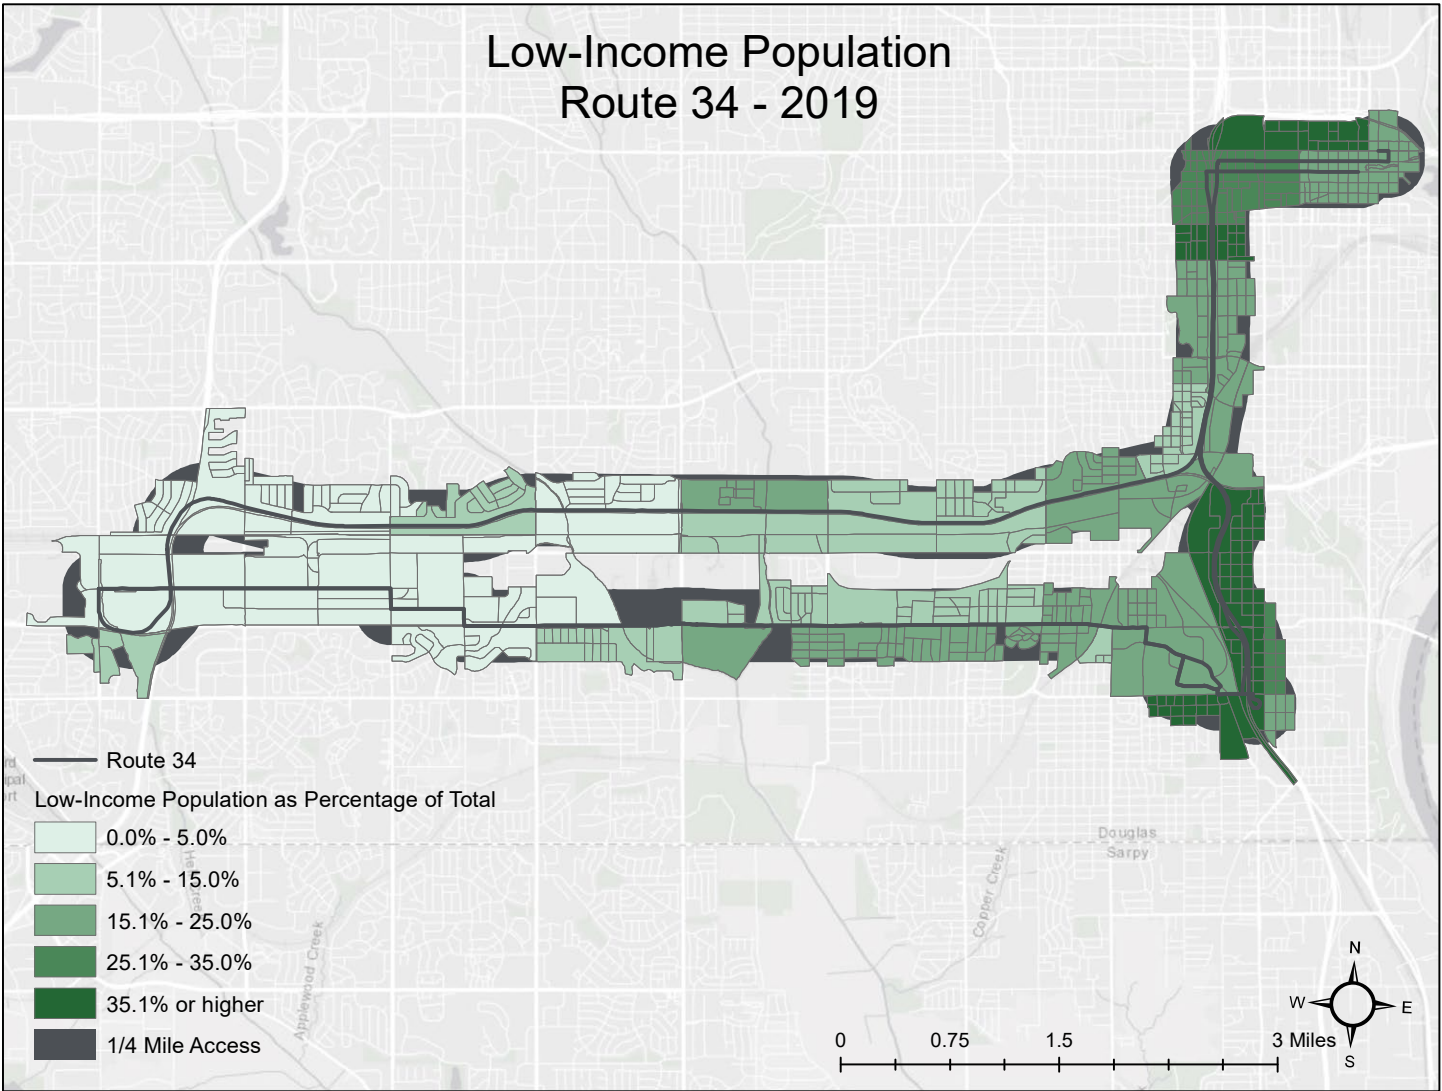 Low-Income Population
Route 34 - 2019
Route 34
Low-Income Population as Percentage of Total
0.0% - 5.0%
5.1% - 15.0%
15.1% - 25.0%
25.1% - 35.0%
35.1% or higher
1/4 Mile Access
Applewood Creek
Copper Creek
Douglas
Sarpy
0 0.75 1.5 3 Miles
N
W E
S